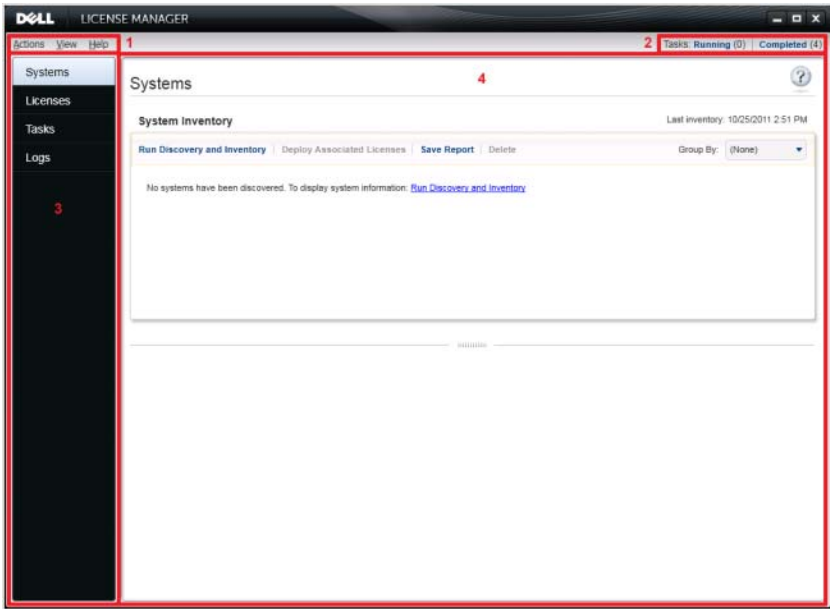 DELL LICENSE MANAGER
Actions View Help 1 2 Tasks: Running (0) Completed (4)
Systems
Licenses
Tasks
Logs
3
Systems 4 ?
System Inventory Last inventory: 10/25/2011 2:51 PM
Run Discovery and Inventory Deploy Associated Licenses Save Report Delete Group By: (None)
No systems have been discovered. To display system information: Run Discovery and Inventory